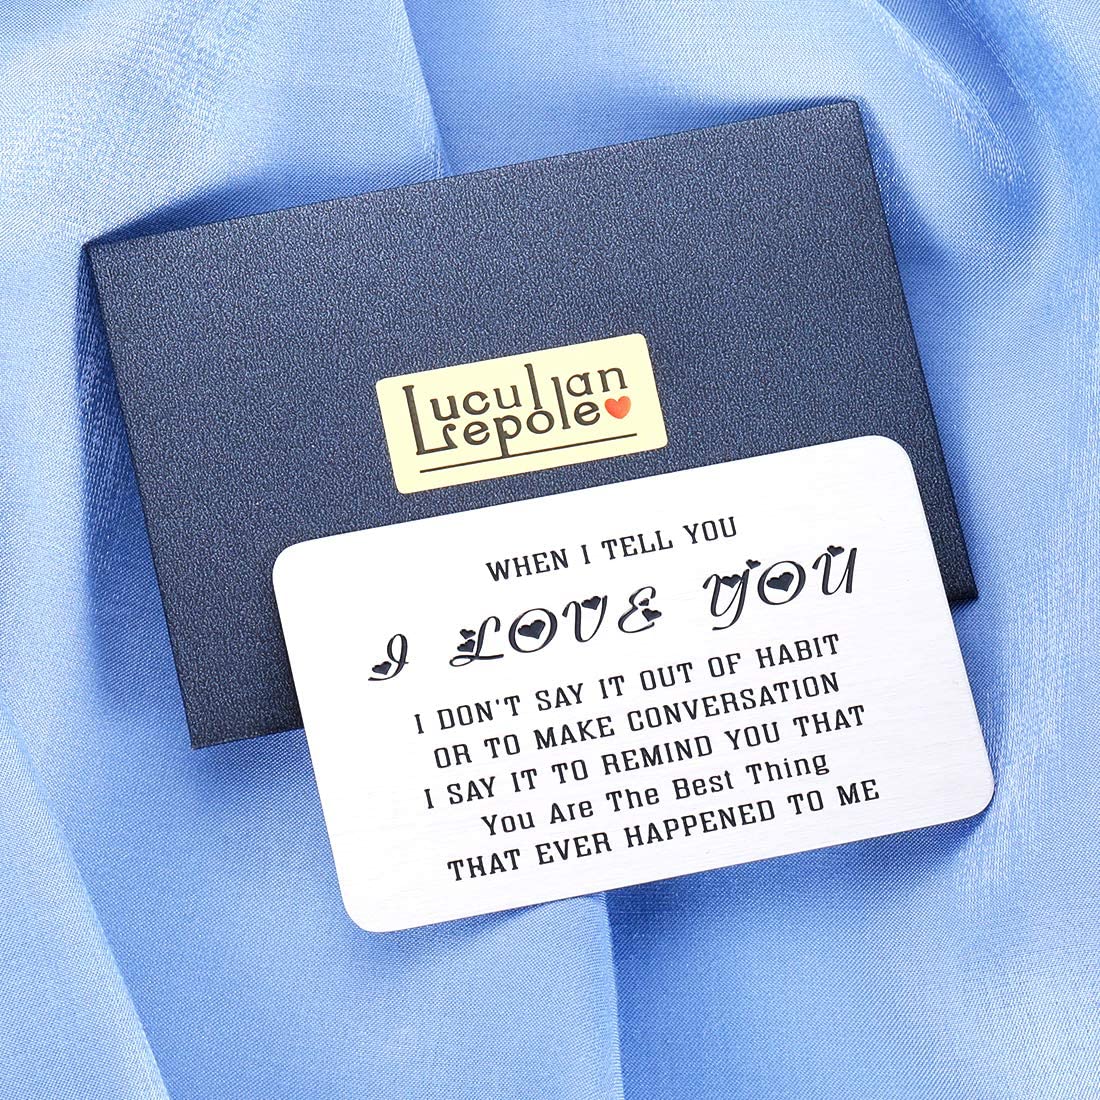 Lucullan
repole
WHEN I TELL YOU
I LOVE YOU
I DON'T SAY IT OUT OF HABIT
OR TO MAKE CONVERSATION
I SAY IT TO REMIND YOU THAT
You Are The Best Thing
THAT EVER HAPPENED TO ME